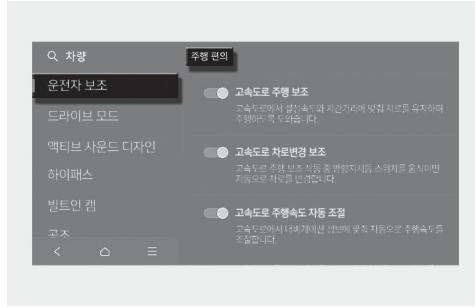 차량
주행 편의
운전자 보조
드라이브 모드
액티브 사운드 디자인
하이패스
빌트인 캠
공조
고속도로 주행 보조
고속도로에서 설정속도와 차간거리에 맞춰 차로를 유지하며
주행하도록 도와줍니다.
고속도로 차로변경 보조
고속도로 주행 보조 작동 중 방향지시등 스위치를 움직이면
자동으로 차로를 변경합니다.
고속도로 주행속도 자동 조절
고속도로에서 내비게이션 정보에 맞춰 자동으로 주행속도를
조절합니다.